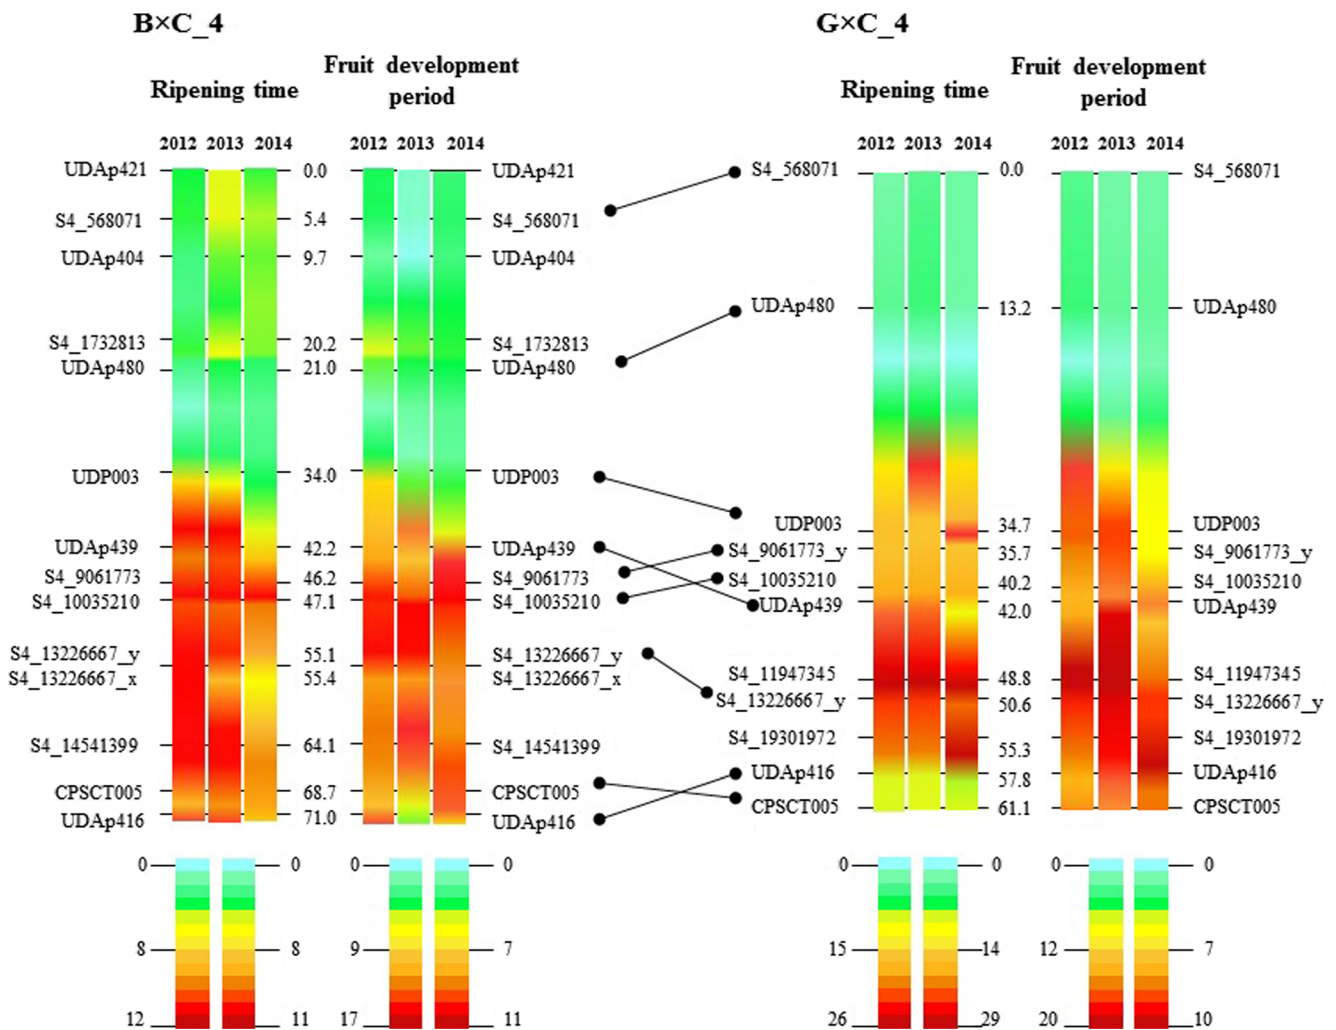 B×C_4
G×C_4
Ripening time
Fruit development
period
Ripening time
Fruit development
period
2012 2013 2014
2012 2013 2014
2012 2013 2014
2012 2013 2014
UDAp421 0.0 UDAp421
S4_568071 5.4 S4_568071
UDAp404 9.7 UDAp404
S4_1732813 20.2 S4_1732813
UDAp480 21.0 UDAp480
UDP003 34.0 UDP003
UDAp439 42.2 UDAp439
S4_9061773 46.2 S4_9061773
S4_10035210 47.1 S4_10035210
S4_13226667_y 55.1 S4_13226667_y
S4_13226667_x 55.4 S4_13226667_x
S4_14541399 64.1 S4_14541399
CPSCT005 68.7 CPSCT005
UDAp416 71.0 UDAp416
S4_568071 0.0 S4_568071
UDAp480 13.2 UDAp480
UDP003 34.7 UDP003
S4_9061773_y 35.7 S4_9061773_y
S4_10035210 40.2 S4_10035210
UDAp439 42.0 UDAp439
S4_11947345 48.8 S4_11947345
S4_13226667_y 50.6 S4_13226667_y
S4_19301972 55.3 S4_19301972
UDAp416 57.8 UDAp416
CPSCT005 61.1 CPSCT005
0 0 0 0
8 8 9 7
12 11 17 11
0 0 0 0
15 14 12 7
26 29 20 10